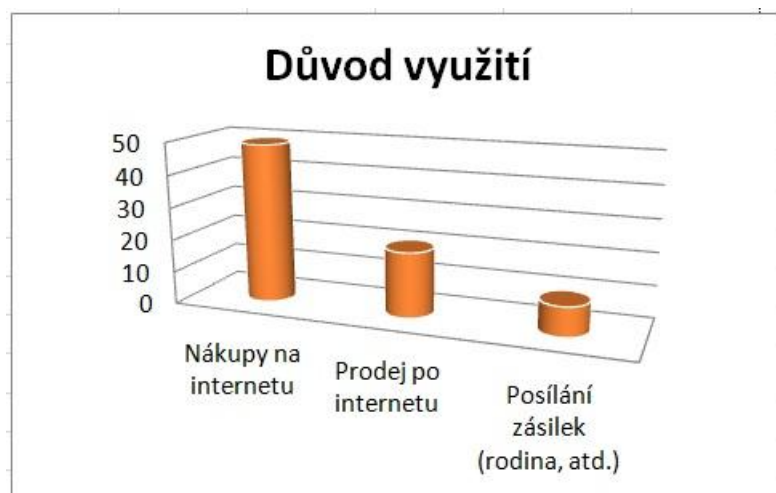 Důvod využití
50
40
30
20
10
0
Nákupy na
internetu
Prodej po
internetu
Posílání
zásilek
(rodina, atd.)